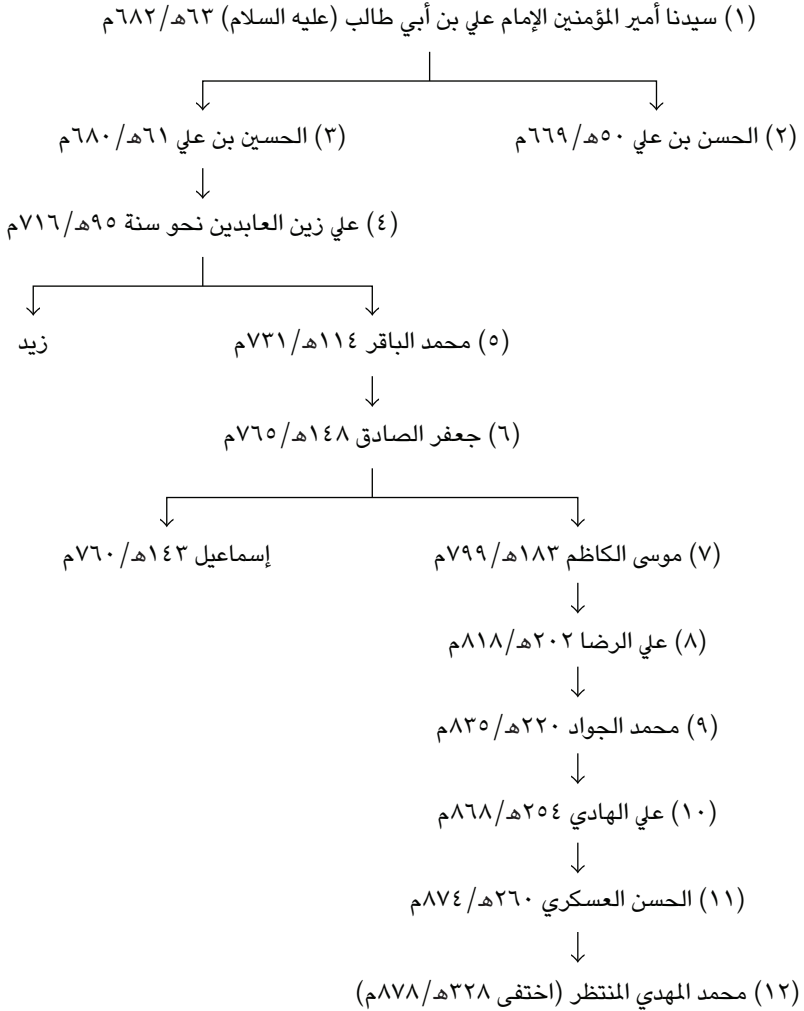 (١) سيدنا أمير المؤمنين الإمام علي بن أبي طالب (عليه السلام) ٦٣هـ/٦٨٢م
(٢) الحسن بن علي ٥٠هـ/٦٦٩م
(٣) الحسين بن علي ٦١هـ/٦٨٠م
(٤) علي زين العابدين نحو سنة ٩٥هـ/٧١٦م
(٥) محمد الباقر ١١٤هـ/٧٣١م
زيد
(٦) جعفر الصادق ١٤٨هـ/٧٦٥م
(٧) موسى الكاظم ١٨٣هـ/٧٩٩م
إسماعيل ١٤٣هـ/٧٦٠م
(٨) علي الرضا ٢٠٢هـ/٨١٨م
(٩) محمد الجواد ٢٢٠هـ/٨٣٥م
(١٠) علي الهادي ٢٥٤هـ/٨٦٨م
(١١) الحسن العسكري ٢٦٠هـ/٨٧٤م
(١٢) محمد المهدي المنتظر (اختفى ٣٢٨هـ/٨٧٨م)